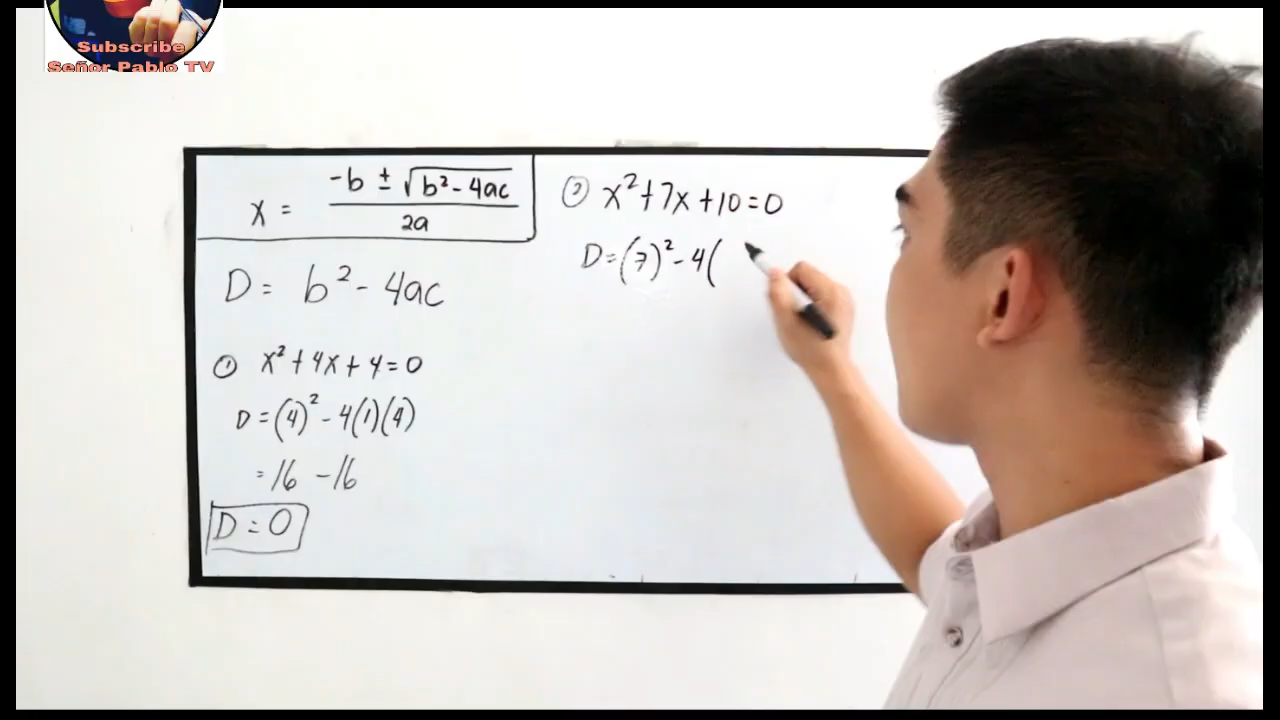 Subscribe
Señor Pablo TV
x = -b ± √b² - 4ac / 2a
D = b² - 4ac
① x² + 4x + 4 = 0
D = (4)² - 4(1)(4)
= 16 - 16
D = 0
② x² + 7x + 10 = 0
D = (7)² - 4(